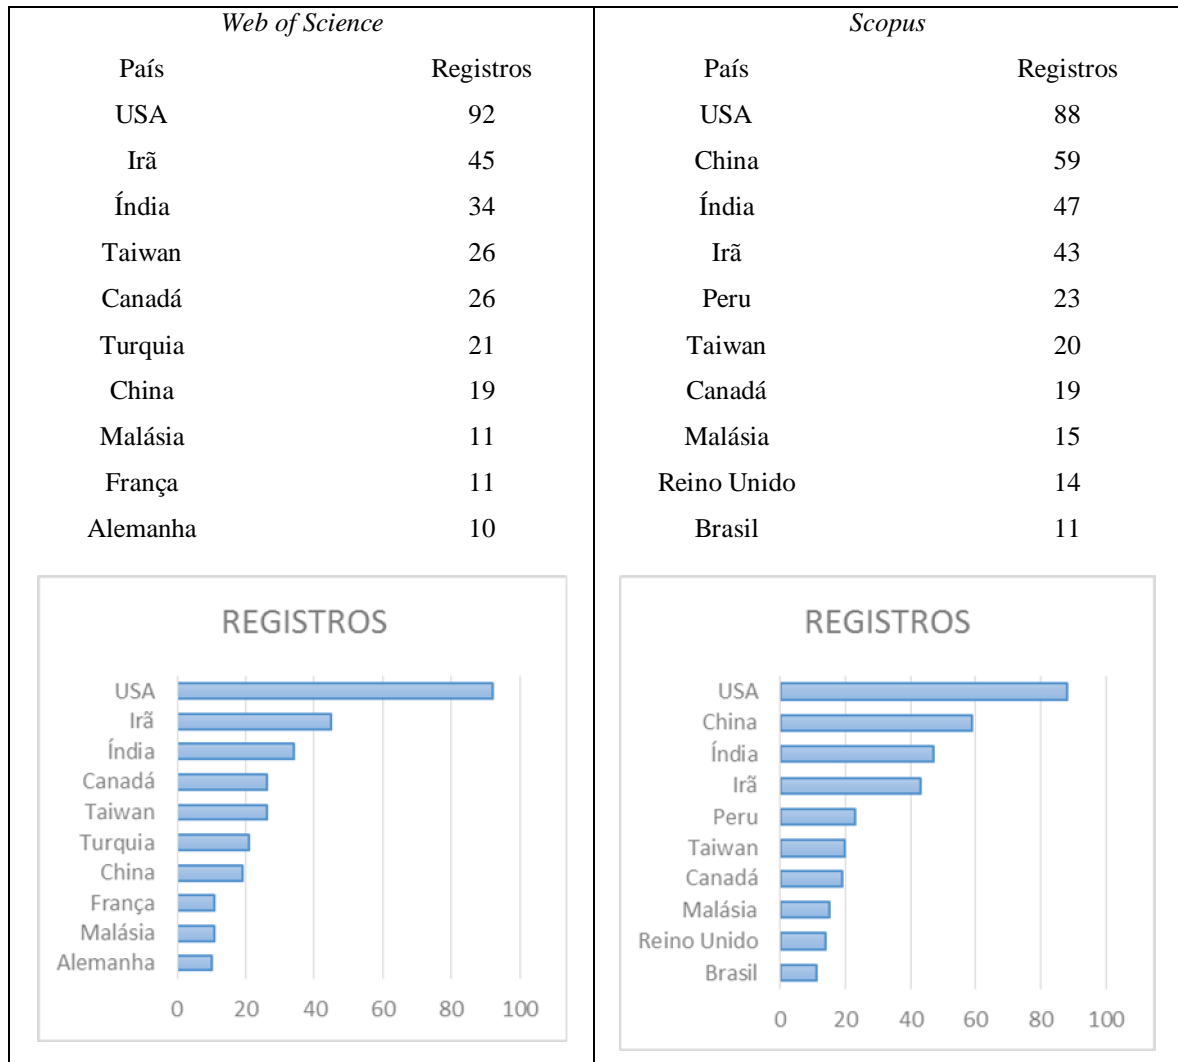 Web of Science
País Registros
USA 92
Irã 45
Índia 34
Taiwan 26
Canadá 26
Turquia 21
China 19
Malásia 11
França 11
Alemanha 10
REGISTROS
USA
Irã
Índia
Canadá
Taiwan
Turquia
China
França
Malásia
Alemanha
0 20 40 60 80 100
Scopus
País Registros
USA 88
China 59
Índia 47
Irã 43
Peru 23
Taiwan 20
Canadá 19
Malásia 15
Reino Unido 14
Brasil 11
REGISTROS
USA
China
Índia
Irã
Peru
Taiwan
Canadá
Malásia
Reino Unido
Brasil
0 20 40 60 80 100